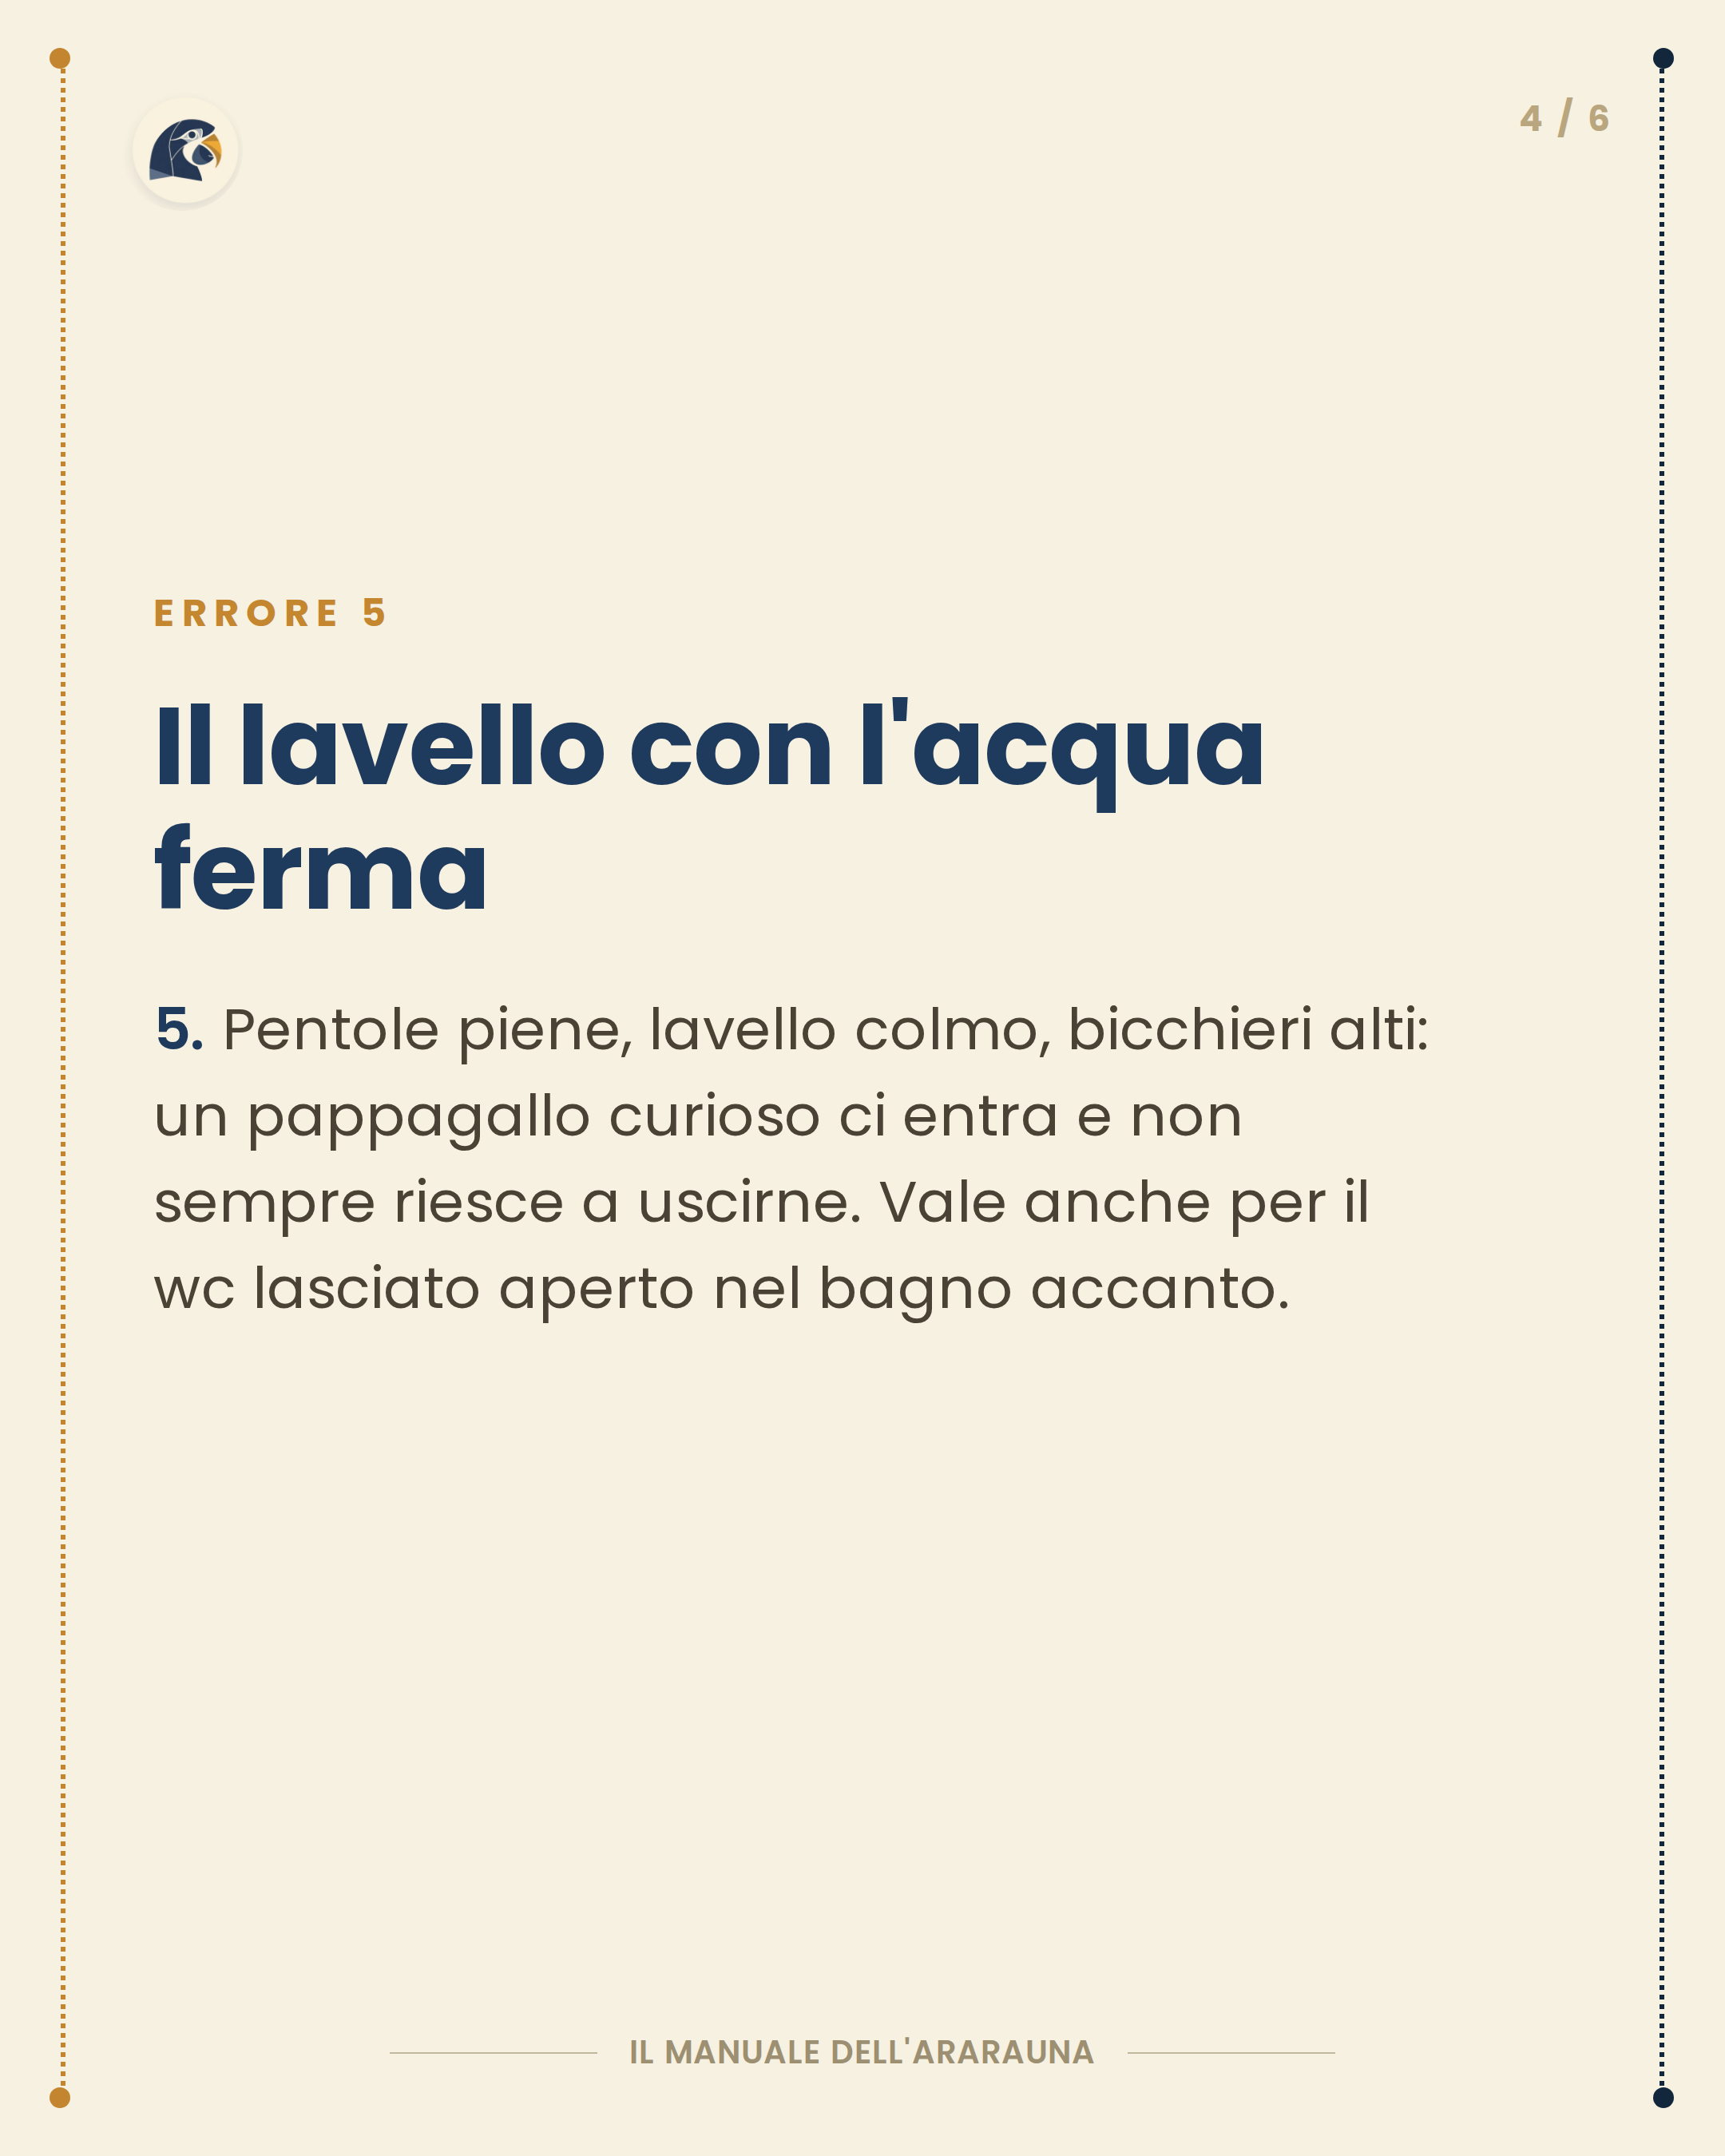 4 / 6
ERRORE 5
Il lavello con l'acqua
ferma
5. Pentole piene, lavello colmo, bicchieri alti:
un pappagallo curioso ci entra e non
sempre riesce a uscirne. Vale anche per il
wc lasciato aperto nel bagno accanto.
IL MANUALE DELL'ARARAUNA